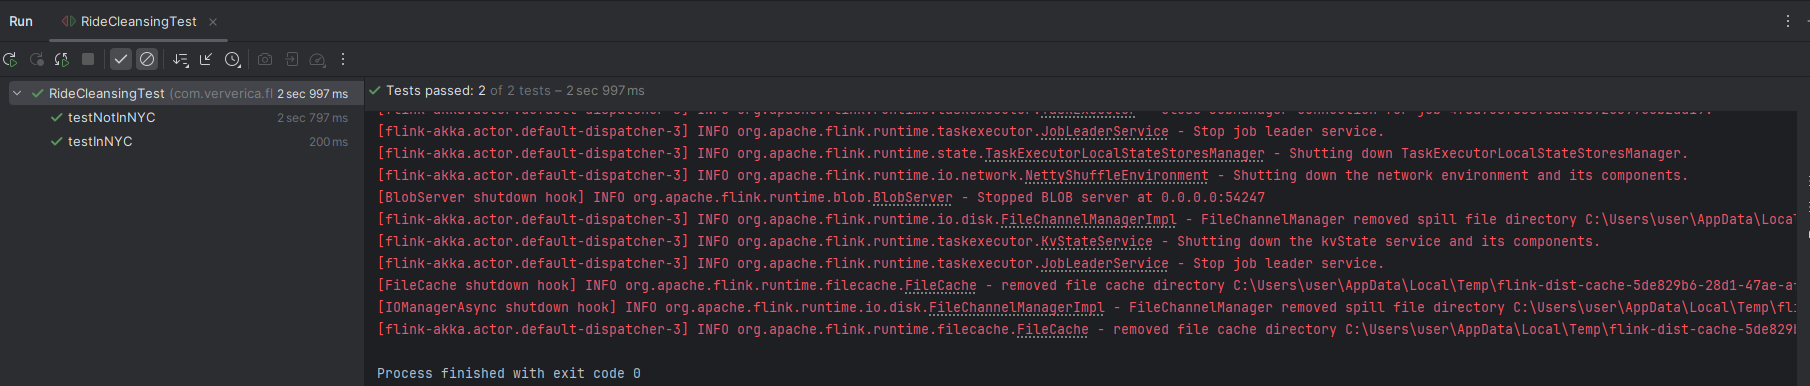 Run RideCleansingTest
RideCleansingTest (com.ververica.fl 2 sec 997 ms
testNotInNYC 2 sec 797 ms
testInNYC 200 ms
Tests passed: 2 of 2 tests – 2 sec 997 ms
[flink-akka.actor.default-dispatcher-3] INFO org.apache.flink.runtime.taskexecutor.JobLeaderService - Stop job leader service.
[flink-akka.actor.default-dispatcher-3] INFO org.apache.flink.runtime.state.TaskExecutorLocalStateStoresManager - Shutting down TaskExecutorLocalStateStoresManager.
[flink-akka.actor.default-dispatcher-3] INFO org.apache.flink.runtime.io.network.NettyShuffleEnvironment - Shutting down the network environment and its components.
[BlobServer shutdown hook] INFO org.apache.flink.runtime.blob.BlobServer - Stopped BLOB server at 0.0.0.0:54247
[flink-akka.actor.default-dispatcher-3] INFO org.apache.flink.runtime.io.disk.FileChannelManagerImpl - FileChannelManager removed spill file directory C:\Users\user\AppData\Local
[flink-akka.actor.default-dispatcher-3] INFO org.apache.flink.runtime.taskexecutor.KvStateService - Shutting down the kvState service and its components.
[flink-akka.actor.default-dispatcher-3] INFO org.apache.flink.runtime.taskexecutor.JobLeaderService - Stop job leader service.
[FileCache shutdown hook] INFO org.apache.flink.runtime.filecache.FileCache - removed file cache directory C:\Users\user\AppData\Local\Temp\flink-dist-cache-5de829b6-28d1-47ae-a
[IOManagerAsync shutdown hook] INFO org.apache.flink.runtime.io.disk.FileChannelManagerImpl - FileChannelManager removed spill file directory C:\Users\user\AppData\Local\Temp\fli
[flink-akka.actor.default-dispatcher-3] INFO org.apache.flink.runtime.filecache.FileCache - removed file cache directory C:\Users\user\AppData\Local\Temp\flink-dist-cache-5de829b
Process finished with exit code 0